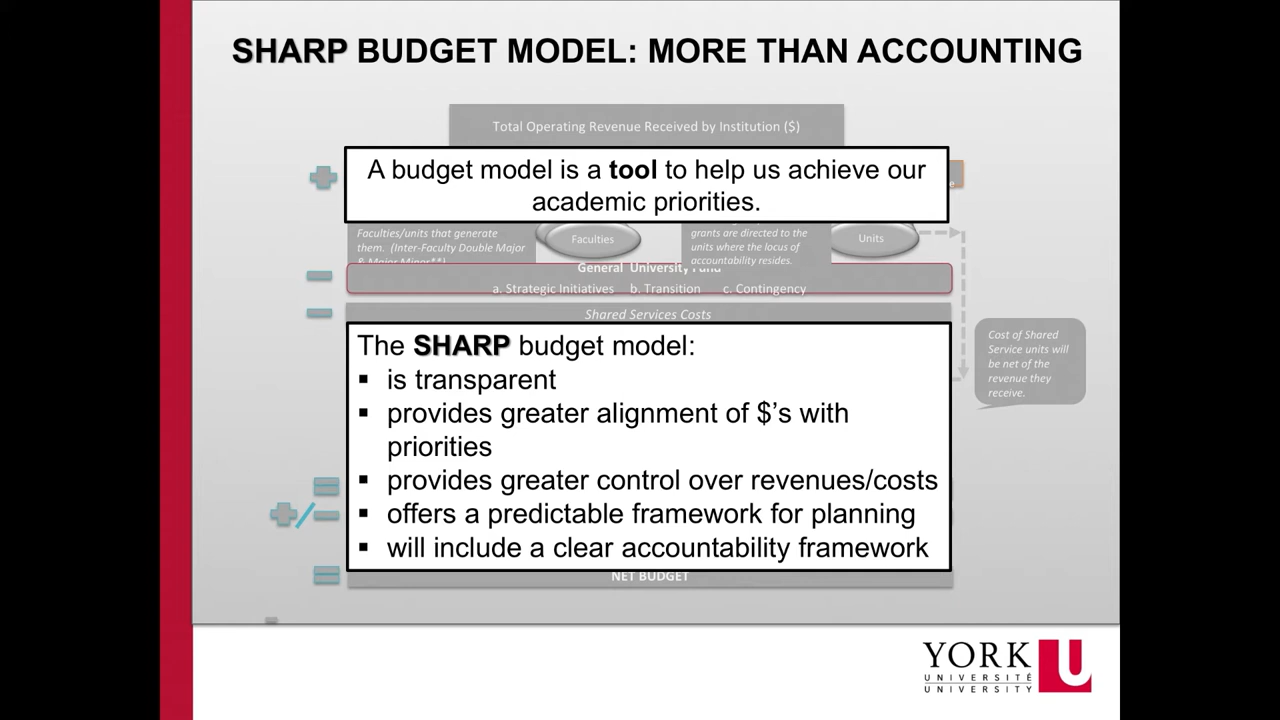 SHARP BUDGET MODEL: MORE THAN ACCOUNTING
Total Operating Revenue Received by Institution ($)
A budget model is a tool to help us achieve our
academic priorities.
Faculties/units that generate
them. (Inter-Faculty Double Major
& Major Minor**)
Faculties
grants are directed to the
units where the locus of
accountability resides.
Units
General University Fund
a. Strategic Initiatives b. Transition c. Contingency
Shared Services Costs
Cost of Shared
Service units will
be net of the
revenue they
receive.
The SHARP budget model:
▪ is transparent
▪ provides greater alignment of $’s with
priorities
▪ provides greater control over revenues/costs
▪ offers a predictable framework for planning
▪ will include a clear accountability framework
NET BUDGET
YORK U
UNIVERSITÉ
UNIVERSITY